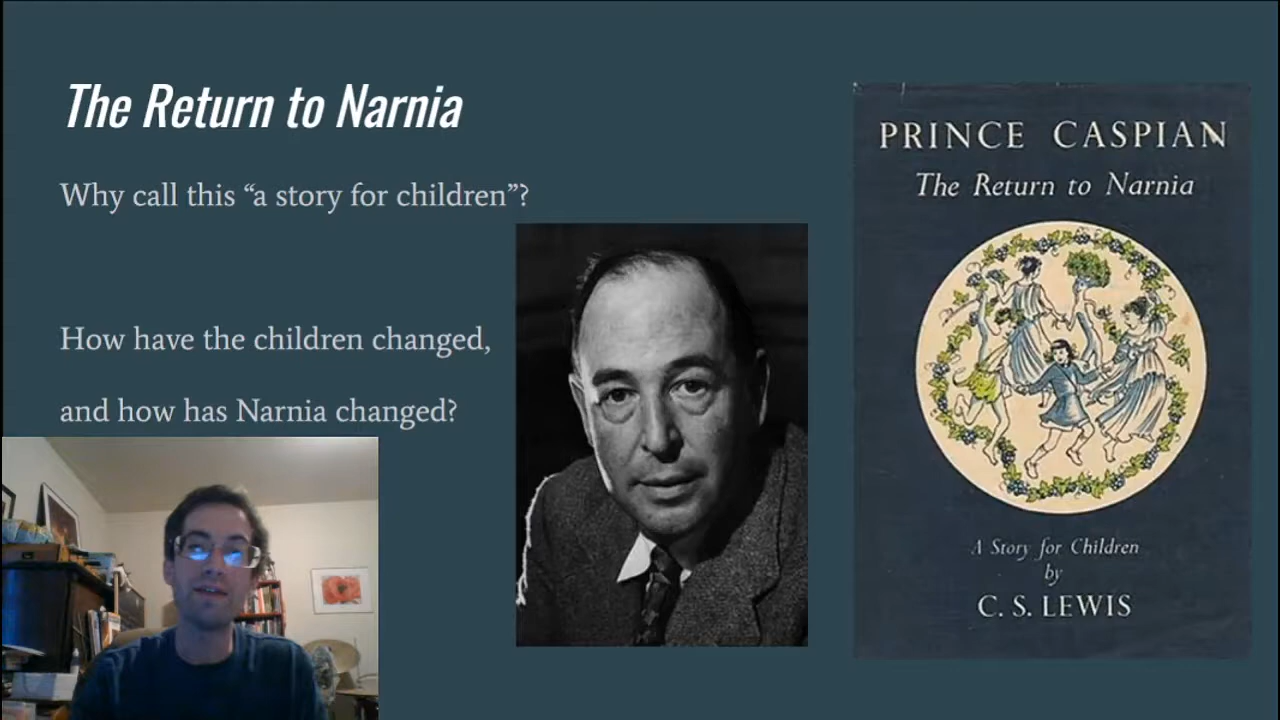 The Return to Narnia
Why call this “a story for children”?
How have the children changed,
and how has Narnia changed?
PRINCE CASPIAN
The Return to Narnia
A Story for Children
by
C. S. LEWIS